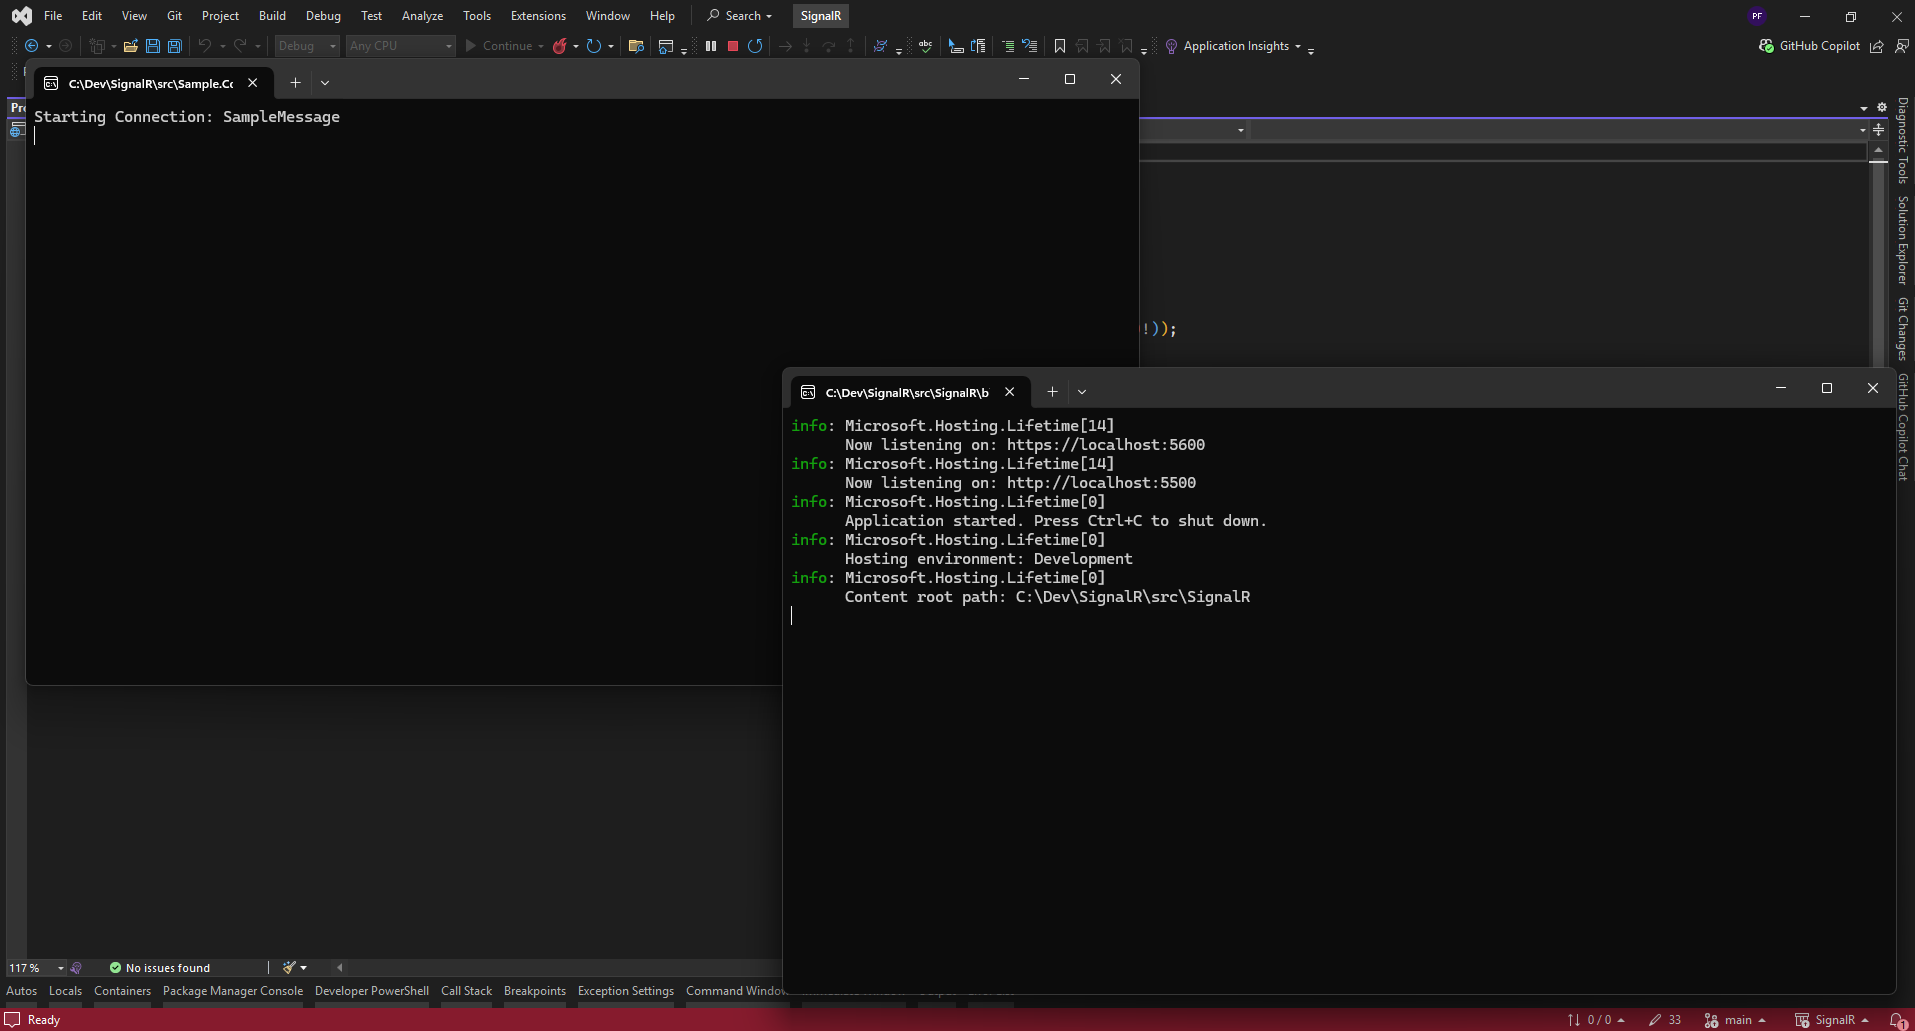 File Edit View Git Project Build Debug Test Analyze Tools Extensions Window Help Search SignalR PF
Debug Any CPU Continue abc Application Insights GitHub Copilot
C:\Dev\SignalR\src\Sample.Cc
Starting Connection: SampleMessage
!));
C:\Dev\SignalR\src\SignalR\b
info: Microsoft.Hosting.Lifetime[14]
Now listening on: https://localhost:5600
info: Microsoft.Hosting.Lifetime[14]
Now listening on: http://localhost:5500
info: Microsoft.Hosting.Lifetime[0]
Application started. Press Ctrl+C to shut down.
info: Microsoft.Hosting.Lifetime[0]
Hosting environment: Development
info: Microsoft.Hosting.Lifetime[0]
Content root path: C:\Dev\SignalR\src\SignalR
Diagnostic Tools
Solution Explorer
Git Changes
GitHub Copilot Chat
117 % No issues found
Autos Locals Containers Package Manager Console Developer PowerShell Call Stack Breakpoints Exception Settings Command Window
Ready 0 / 0 33 main SignalR 1